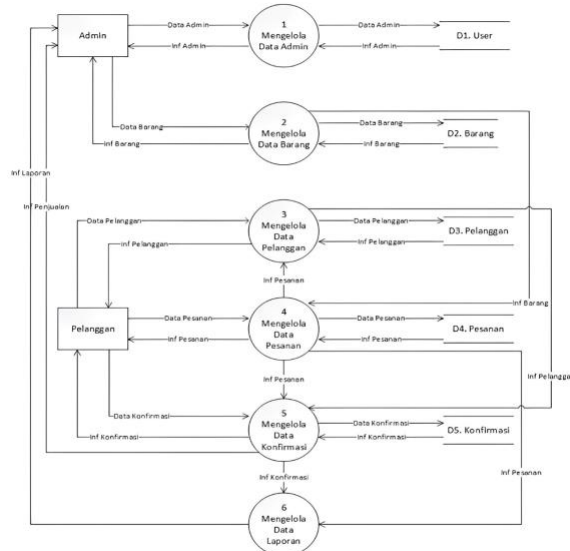 Data Admin
1
Mengelola
Data Admin
Data Admin
Admin
Inf Admin
Inf Admin
D1. User
2
Mengelola
Data Barang
Data Barang
Data Barang
Inf Barang
Inf Barang
D2. Barang
Inf Laporan
Inf Penjualan
3
Mengelola
Data
Pelanggan
Data Pelanggan
Data Pelanggan
Inf Pelanggan
Inf Pelanggan
D3. Pelanggan
Inf Pesanan
Inf Barang
4
Mengelola
Data
Pesanan
Pelanggan
Data Pesanan
Data Pesanan
Inf Pesanan
Inf Pesanan
D4. Pesanan
Inf Pesanan
Inf Pelangga
5
Mengelola
Data
Konfirmasi
Data Konfirmasi
Data Konfirmasi
Inf Konfirmasi
Inf Konfirmasi
D5. Konfirmasi
Inf Konfirmasi
Inf Pesanan
6
Mengelola
Data
Laporan